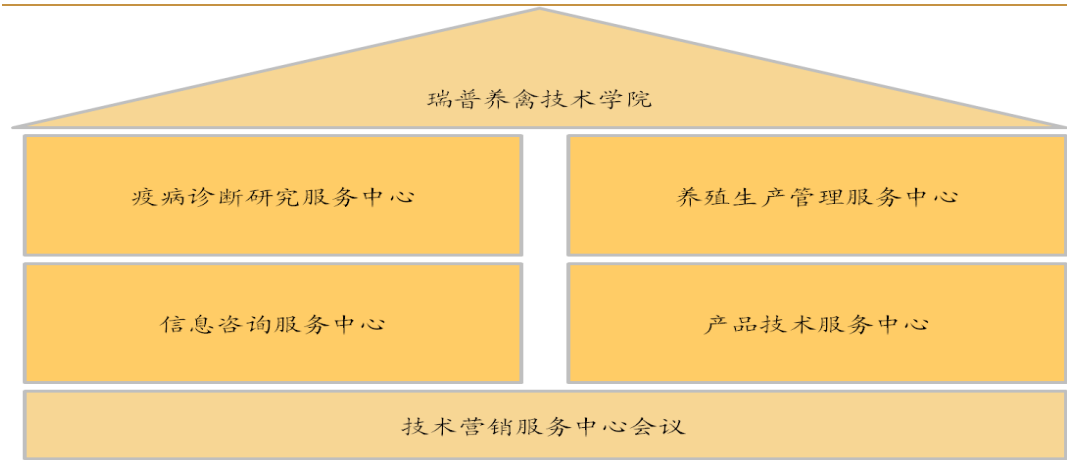 瑞普养禽技术学院
疫病诊断研究服务中心
养殖生产管理服务中心
信息咨询服务中心
产品技术服务中心
技术营销服务中心会议